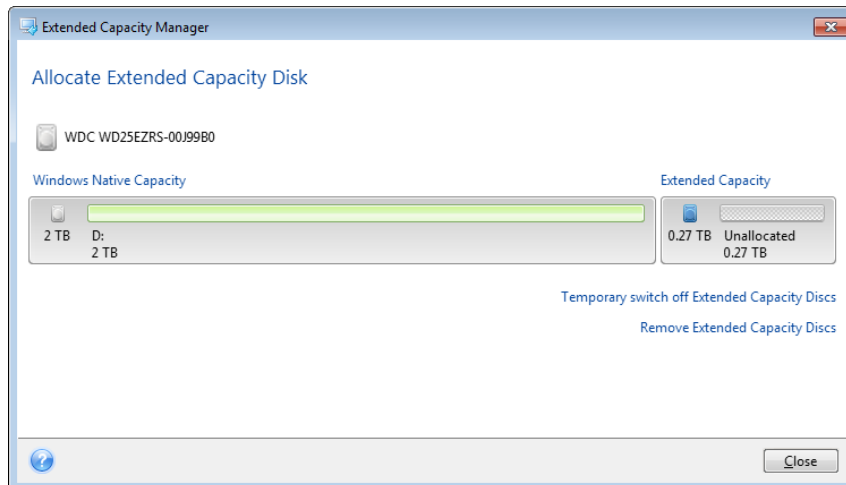 Extended Capacity Manager
Allocate Extended Capacity Disk
WDC WD25EZRS-00J99B0
Windows Native Capacity
Extended Capacity
2 TB
D:
2 TB
0.27 TB
Unallocated
0.27 TB
Temporary switch off Extended Capacity Discs
Remove Extended Capacity Discs
?
Close